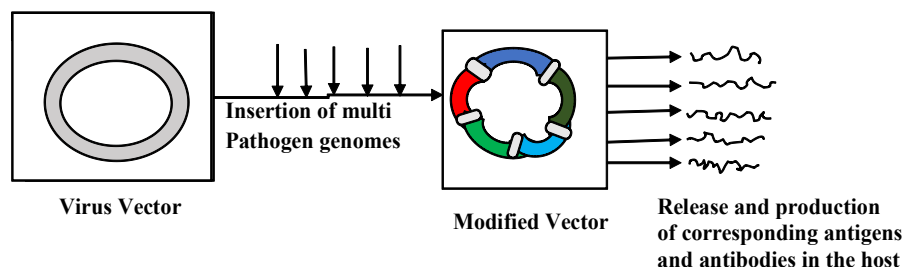 Insertion of multi
Pathogen genomes
Virus Vector
Modified Vector
Release and production
of corresponding antigens
and antibodies in the host